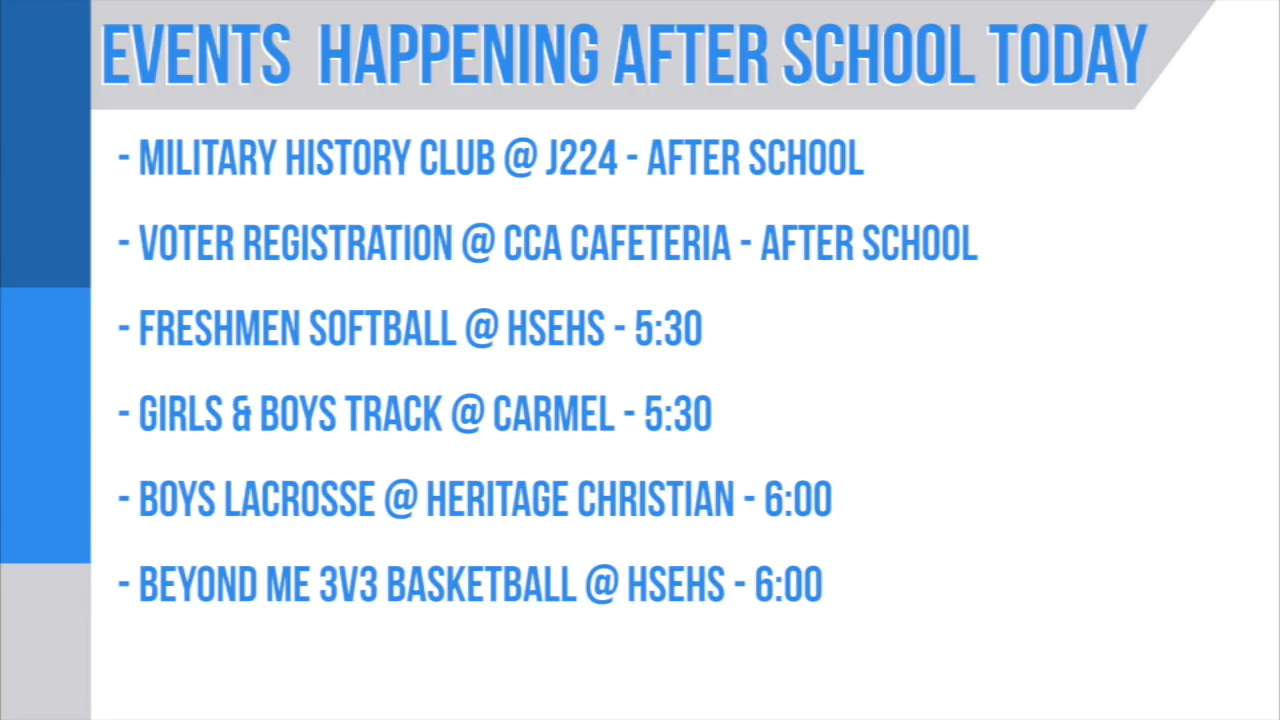 EVENTS HAPPENING AFTER SCHOOL TODAY
- MILITARY HISTORY CLUB @ J224 - AFTER SCHOOL
- VOTER REGISTRATION @ CCA CAFETERIA - AFTER SCHOOL
- FRESHMEN SOFTBALL @ HSEHS - 5:30
- GIRLS & BOYS TRACK @ CARMEL - 5:30
- BOYS LACROSSE @ HERITAGE CHRISTIAN - 6:00
- BEYOND ME 3V3 BASKETBALL @ HSEHS - 6:00